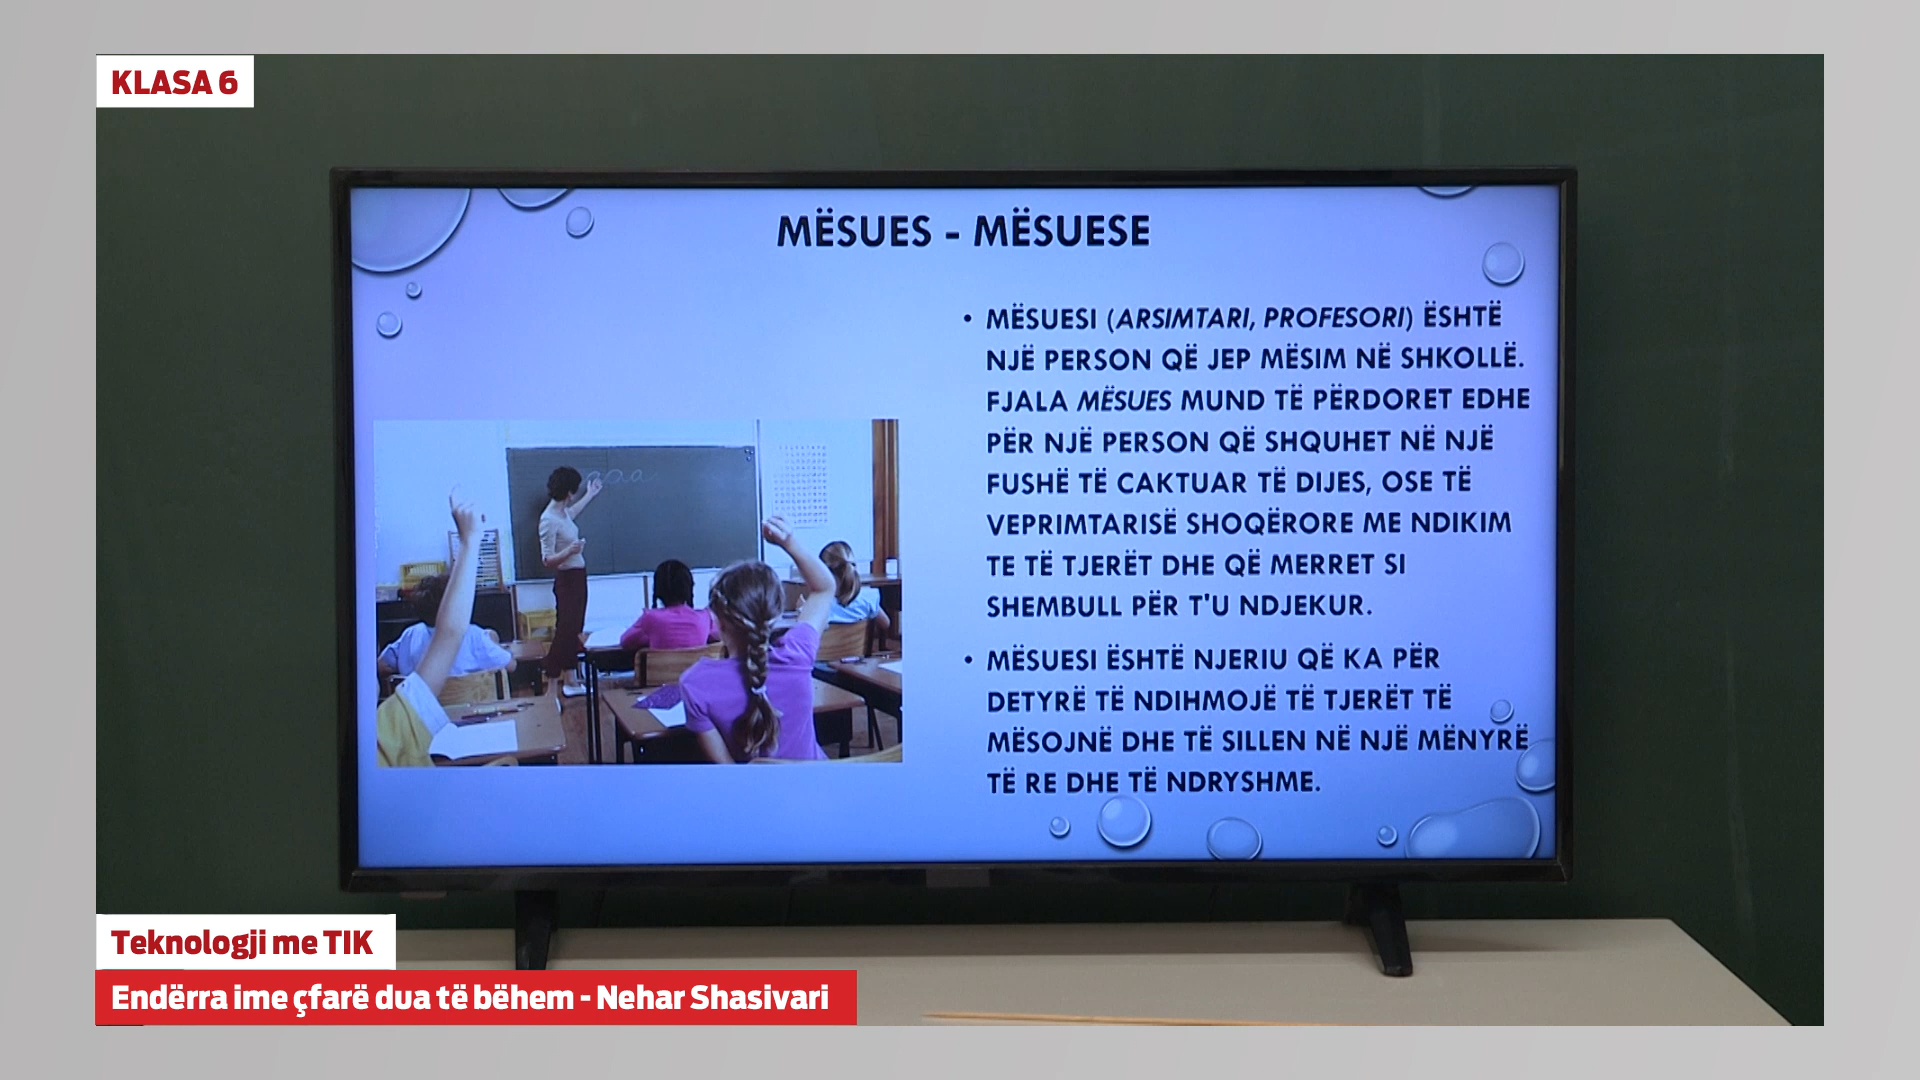 KLASA 6
MËSUES - MËSUESE
• MËSUESI (ARSIMTARI, PROFESORI) ËSHTË
NJË PERSON QË JEP MËSIM NË SHKOLLË.
FJALA MËSUES MUND TË PËRDORET EDHE
PËR NJË PERSON QË SHQUHET NË NJË
FUSHË TË CAKTUAR TË DIJES, OSE TË
VEPRIMTARISË SHOQËRORE ME NDIKIM
TE TË TJERËT DHE QË MERRET SI
SHEMBULL PËR T'U NDJEKUR.
• MËSUESI ËSHTË NJERIU QË KA PËR
DETYRË TË NDIHMOJË TË TJERËT TË
MËSOJNË DHE TË SILLEN NË NJË MËNYRË
TË RE DHE TË NDRYSHME.
Teknologji me TIK
Endërra ime çfarë dua të bëhem - Nehar Shasivari